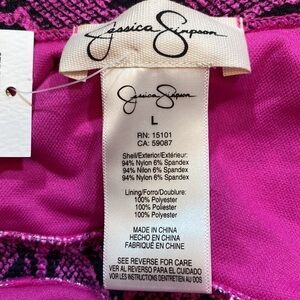 Jessica Simpson
Jessica Simpson
L
RN: 15101
CA: 59087
Shell/Exterior/Extérieur:
94% Nylon 6% Spandex
94% Nilon 6% Spandex
94% Nylon 6% Spandex
Lining/Forro/Doublure:
100% Polyester
100% Poliester
100% Polyester
MADE IN CHINA
HECHO EN CHINA
FABRIQUÉ EN CHINE
SEE REVERSE FOR CARE
VER AL REVERSO PARA EL CUIDADO
VOIR LES INSTRUCTIONS D'ENTRETIEN AU DOS